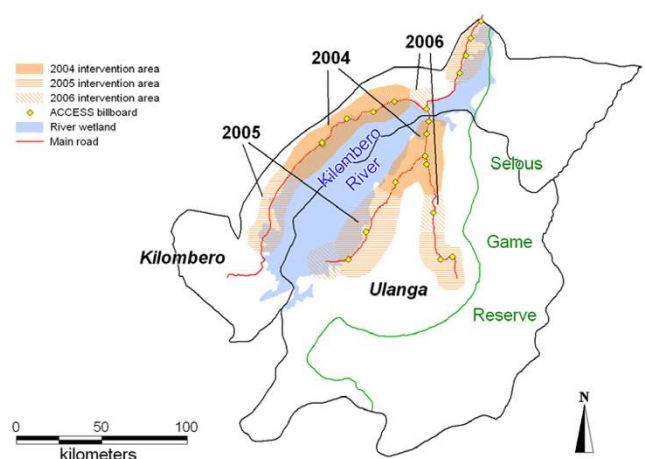 2004 intervention area
2005 intervention area
2006 intervention area
ACCESS billboard
River wetland
Main road
2004
2006
2005
Kilombero
River
Selous
Kilombero
Game
Ulanga
Reserve
0 50 100
kilometers
N